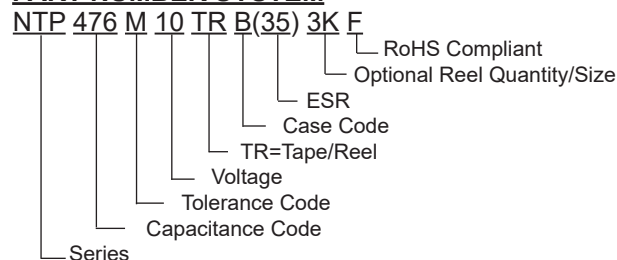 PART NUMBER SYSTEM
NTP 476 M 10 TR B(35) 3K F
RoHS Compliant
Optional Reel Quantity/Size
ESR
Case Code
TR=Tape/Reel
Voltage
Tolerance Code
Capacitance Code
Series